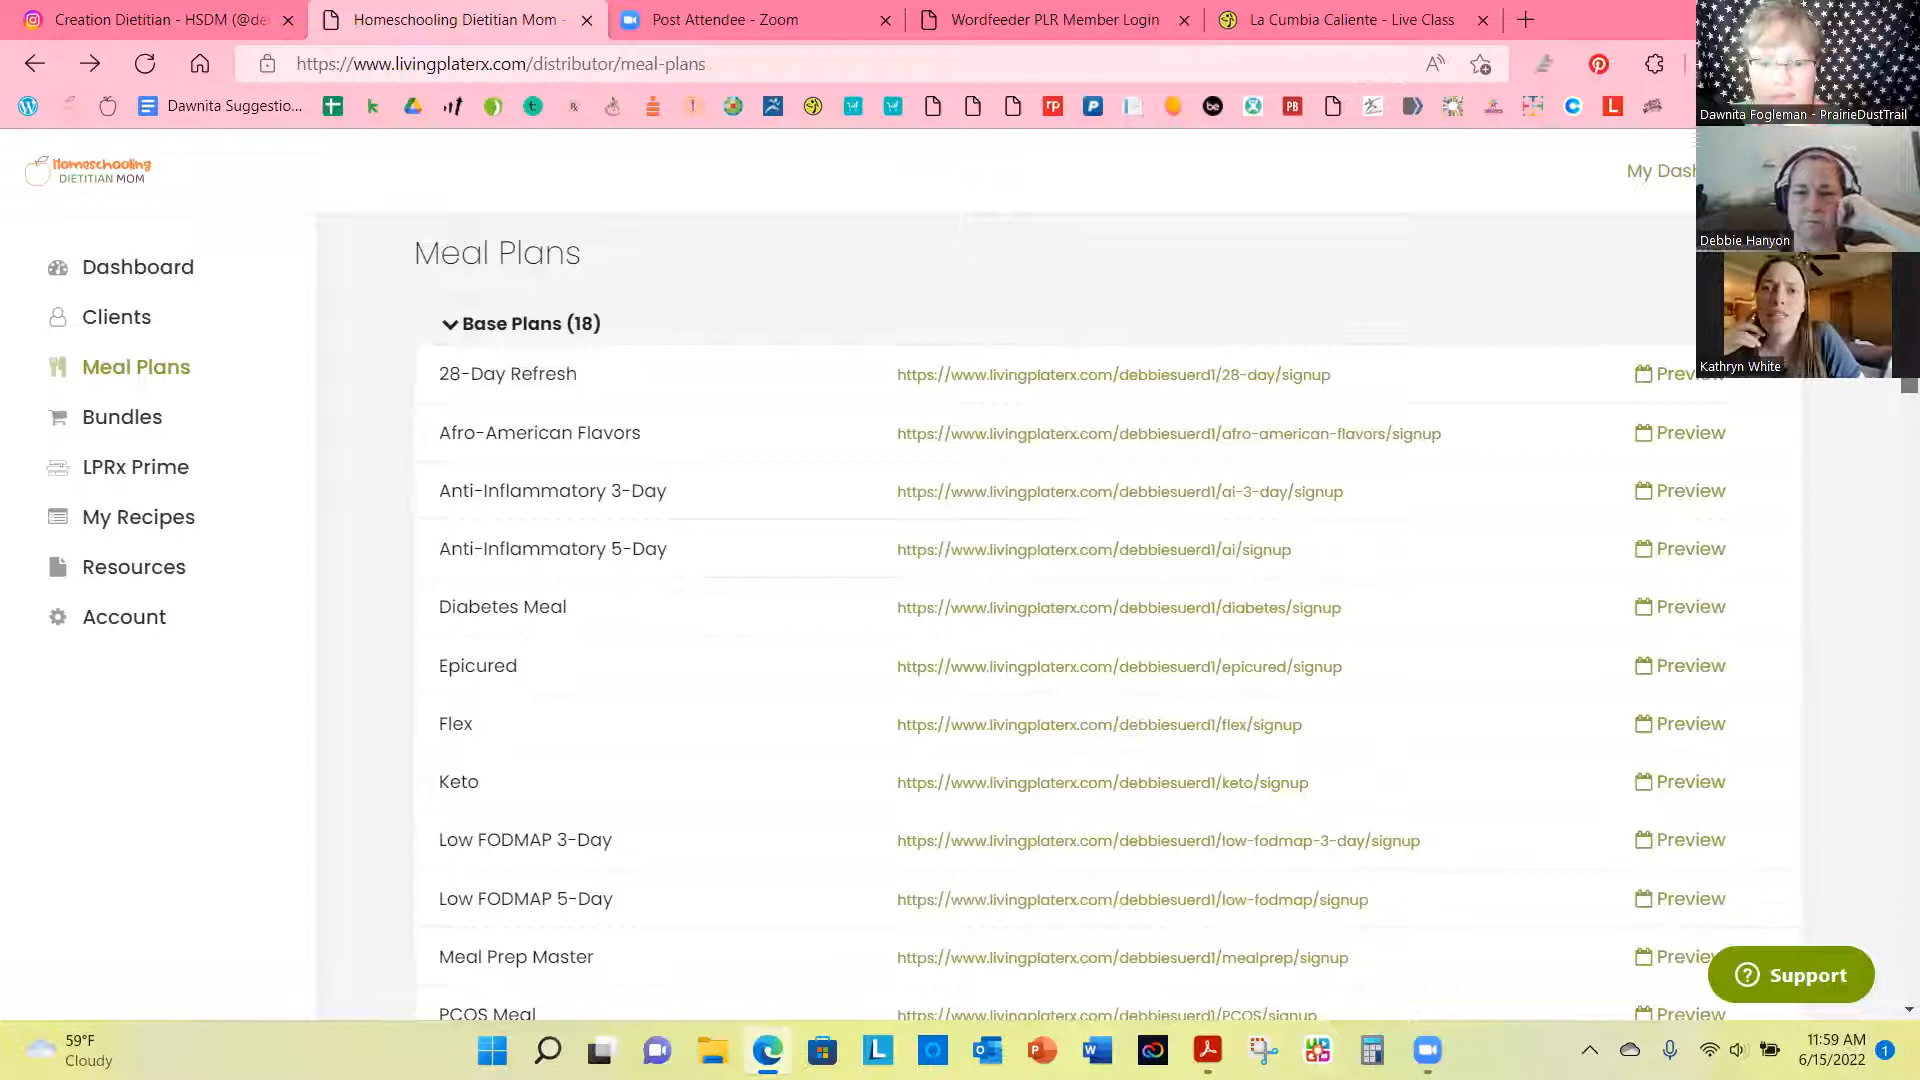 Creation Dietitian - HSDM (@de
Homeschooling Dietitian Mom -
Post Attendee - Zoom
Wordfeeder PLR Member Login
La Cumbia Caliente - Live Class
https://www.livingplaterx.com/distributor/meal-plans
Dawnita Suggestio...
Dawnita Fogleman - PrairieDustTrail
Debbie Hanyon
Kathryn White
Homeschooling
DIETITIAN MOM
My Dash
Dashboard
Clients
Meal Plans
Bundles
LPRx Prime
My Recipes
Resources
Account
Meal Plans
Base Plans (18)
28-Day Refresh https://www.livingplaterx.com/debbiesuerd1/28-day/signup Previ
Afro-American Flavors https://www.livingplaterx.com/debbiesuerd1/afro-american-flavors/signup Preview
Anti-Inflammatory 3-Day https://www.livingplaterx.com/debbiesuerd1/ai-3-day/signup Preview
Anti-Inflammatory 5-Day https://www.livingplaterx.com/debbiesuerd1/ai/signup Preview
Diabetes Meal https://www.livingplaterx.com/debbiesuerd1/diabetes/signup Preview
Epicured https://www.livingplaterx.com/debbiesuerd1/epicured/signup Preview
Flex https://www.livingplaterx.com/debbiesuerd1/flex/signup Preview
Keto https://www.livingplaterx.com/debbiesuerd1/keto/signup Preview
Low FODMAP 3-Day https://www.livingplaterx.com/debbiesuerd1/low-fodmap-3-day/signup Preview
Low FODMAP 5-Day https://www.livingplaterx.com/debbiesuerd1/low-fodmap/signup Preview
Meal Prep Master https://www.livingplaterx.com/debbiesuerd1/mealprep/signup Preview
PCOS Meal https://www.livingplaterx.com/debbiesuerd1/PCOS/signup Preview
Support
59°F
Cloudy
11:59 AM
6/15/2022
1